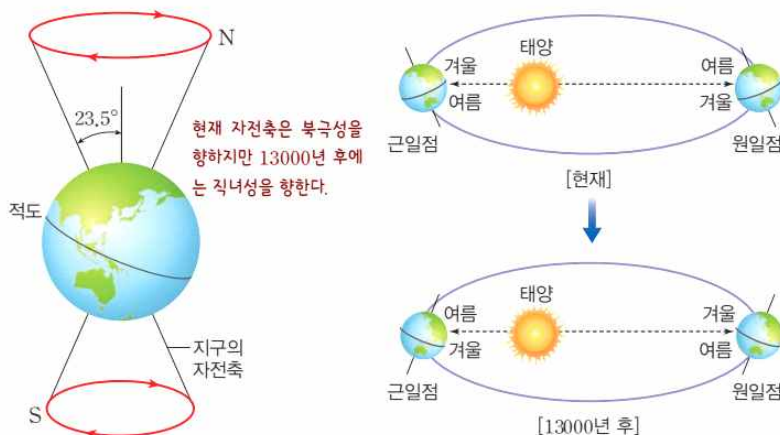 N
23.5°
현재 자전축은 북극성을
향하지만 13000년 후에
는 직녀성을 향한다.
적도
지구의
자전축
S
태양
겨울
여름
여름
겨울
근일점
원일점
[현재]
태양
여름
겨울
겨울
여름
근일점
원일점
[13000년 후]